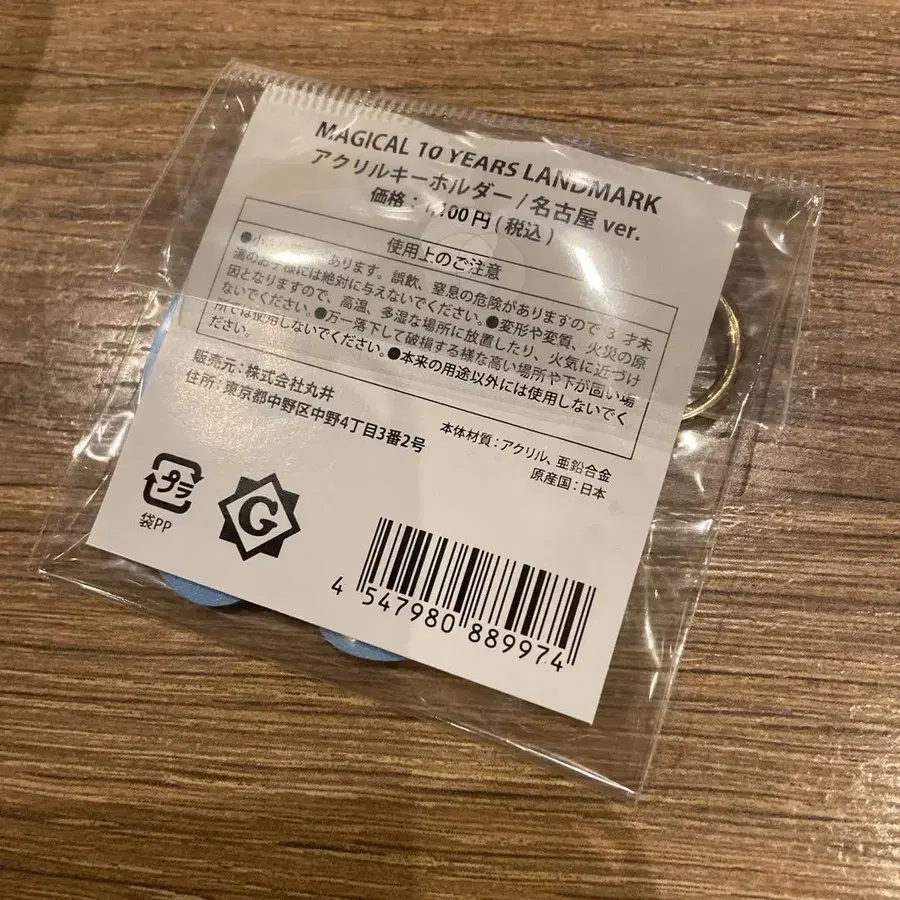 MAGICAL 10 YEARS LANDMARK
アクリルキーホルダー / 名古屋 ver.
価格 : 1,100 円 ( 税込 )
使用上のご注意
●小さな部品があります。誤飲、窒息の危険がありますので 3 才未
満のお子様には絶対に与えないでください。●変形や変質、火災の原
因となりますので、高温、多湿な場所に放置したり、火気に近づけ
ないでください。●万一落下して破損する様な高い場所や下が固い場
所では使用しないでください。●本来の用途以外には使用しないでく
ださい。
販売元 : 株式会社丸井
住所 : 東京都中野区中野4丁目3番2号
本体材質 : アクリル、亜鉛合金
原産国 : 日本
プラ
袋PP
G
4 547980 889974